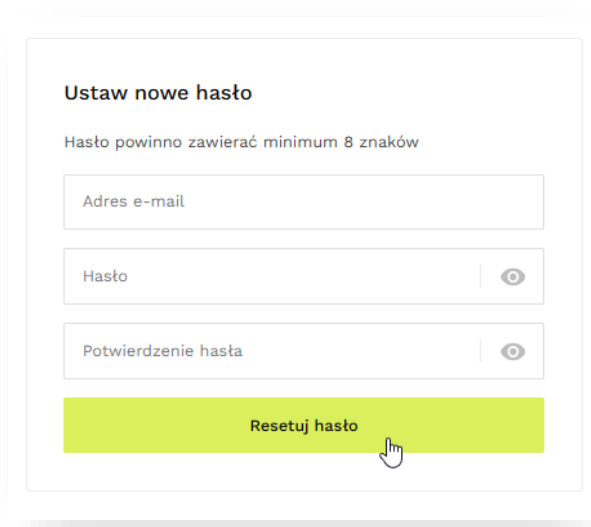 Ustaw nowe hasło
Hasło powinno zawierać minimum 8 znaków
Adres e-mail
Hasło
Potwierdzenie hasła
Resetuj hasło